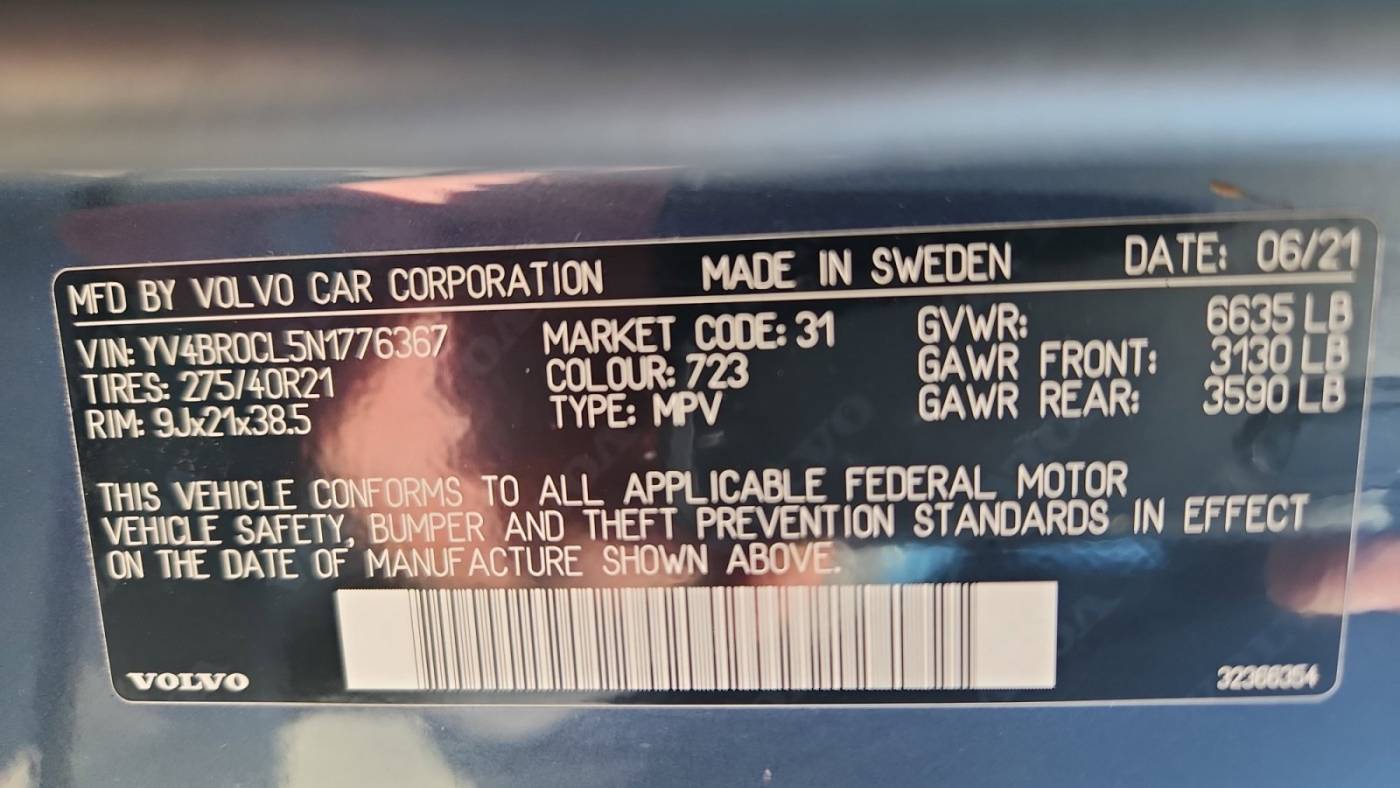 MFD BY VOLVO CAR CORPORATION MADE IN SWEDEN DATE: 06/21
VIN: YV4BR0CL5N1776367 MARKET CODE: 31 GVWR: 6635 LB
TIRES: 275/40R21 COLOUR: 723 GAWR FRONT: 3130 LB
RIM: 9Jx21x38.5 TYPE: MPV GAWR REAR: 3590 LB
THIS VEHICLE CONFORMS TO ALL APPLICABLE FEDERAL MOTOR
VEHICLE SAFETY, BUMPER AND THEFT PREVENTION STANDARDS IN EFFECT
ON THE DATE OF MANUFACTURE SHOWN ABOVE.
VOLVO 32366354